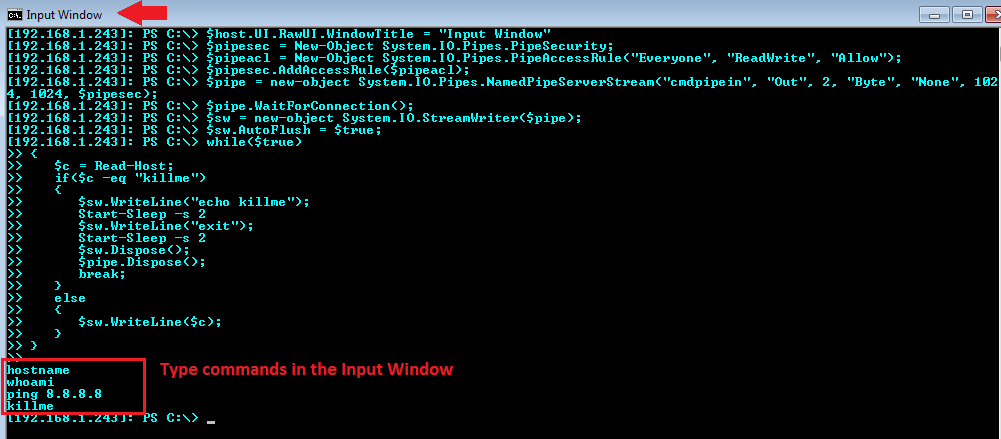 Input Window
[192.168.1.243]: PS C:\> $host.UI.RawUI.WindowTitle = "Input Window"
[192.168.1.243]: PS C:\> $pipesec = New-Object System.IO.Pipes.PipeSecurity;
[192.168.1.243]: PS C:\> $pipeacl = New-Object System.IO.Pipes.PipeAccessRule("Everyone", "ReadWrite", "Allow");
[192.168.1.243]: PS C:\> $pipesec.AddAccessRule($pipeacl);
[192.168.1.243]: PS C:\> $pipe = new-object System.IO.Pipes.NamedPipeServerStream("cmdpipein", "Out", 2, "Byte", "None", 102
4, 1024, $pipesec);
[192.168.1.243]: PS C:\> $pipe.WaitForConnection();
[192.168.1.243]: PS C:\> $sw = new-object System.IO.StreamWriter($pipe);
[192.168.1.243]: PS C:\> $sw.AutoFlush = $true;
[192.168.1.243]: PS C:\> while($true)
>> {
>>     $c = Read-Host;
>>     if($c -eq "killme")
>>     {
>>         $sw.WriteLine("echo killme");
>>         Start-Sleep -s 2
>>         $sw.WriteLine("exit");
>>         Start-Sleep -s 2
>>         $sw.Dispose();
>>         $pipe.Dispose();
>>         break;
>>     }
>>     else
>>     {
>>         $sw.WriteLine($c);
>>     }
>> }
>>
hostname
Type commands in the Input Window
whoami
ping 8.8.8.8
killme
[192.168.1.243]: PS C:\> _